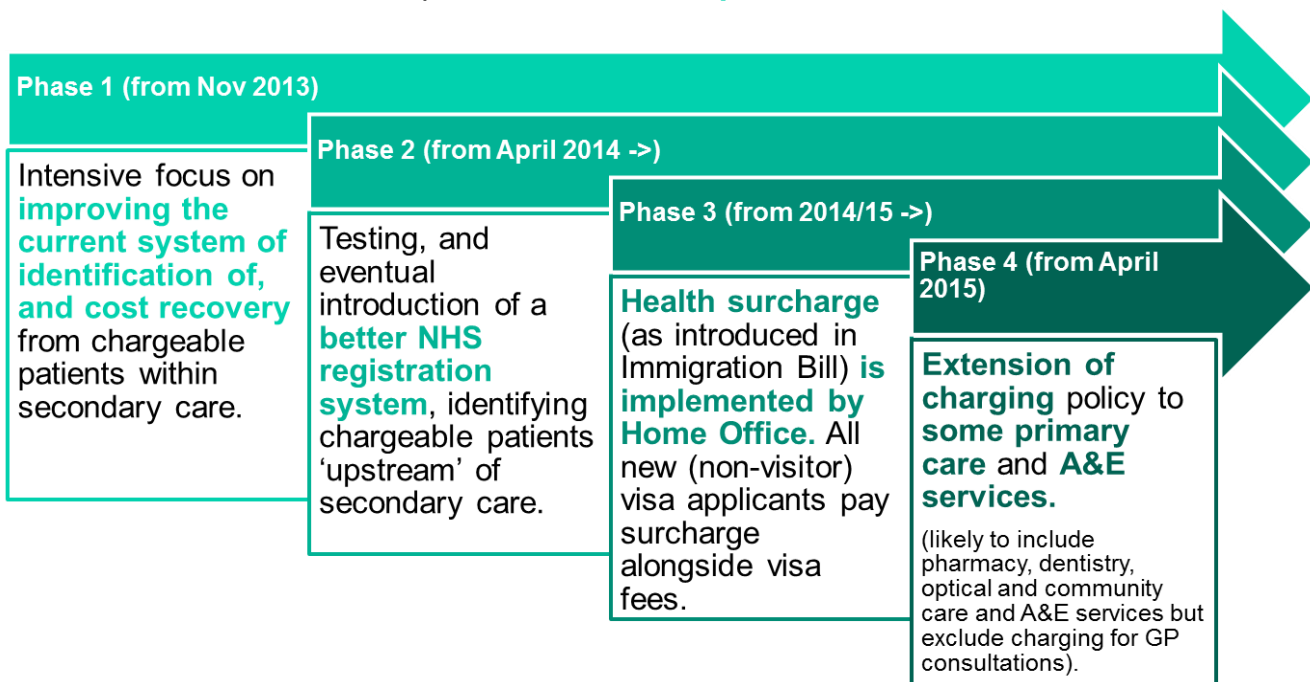 Phase 1 (from Nov 2013)
Intensive focus on
improving the
current system of
identification of,
and cost recovery
from chargeable
patients within
secondary care.
Phase 2 (from April 2014 ->)
Testing, and
eventual
introduction of a
better NHS
registration
system, identifying
chargeable patients
‘upstream’ of
secondary care.
Phase 3 (from 2014/15 ->)
Health surcharge
(as introduced in
Immigration Bill) is
implemented by
Home Office. All
new (non-visitor)
visa applicants pay
surcharge
alongside visa
fees.
Phase 4 (from April
2015)
Extension of
charging policy to
some primary
care and A&E
services.
(likely to include
pharmacy, dentistry,
optical and community
care and A&E services but
exclude charging for GP
consultations).